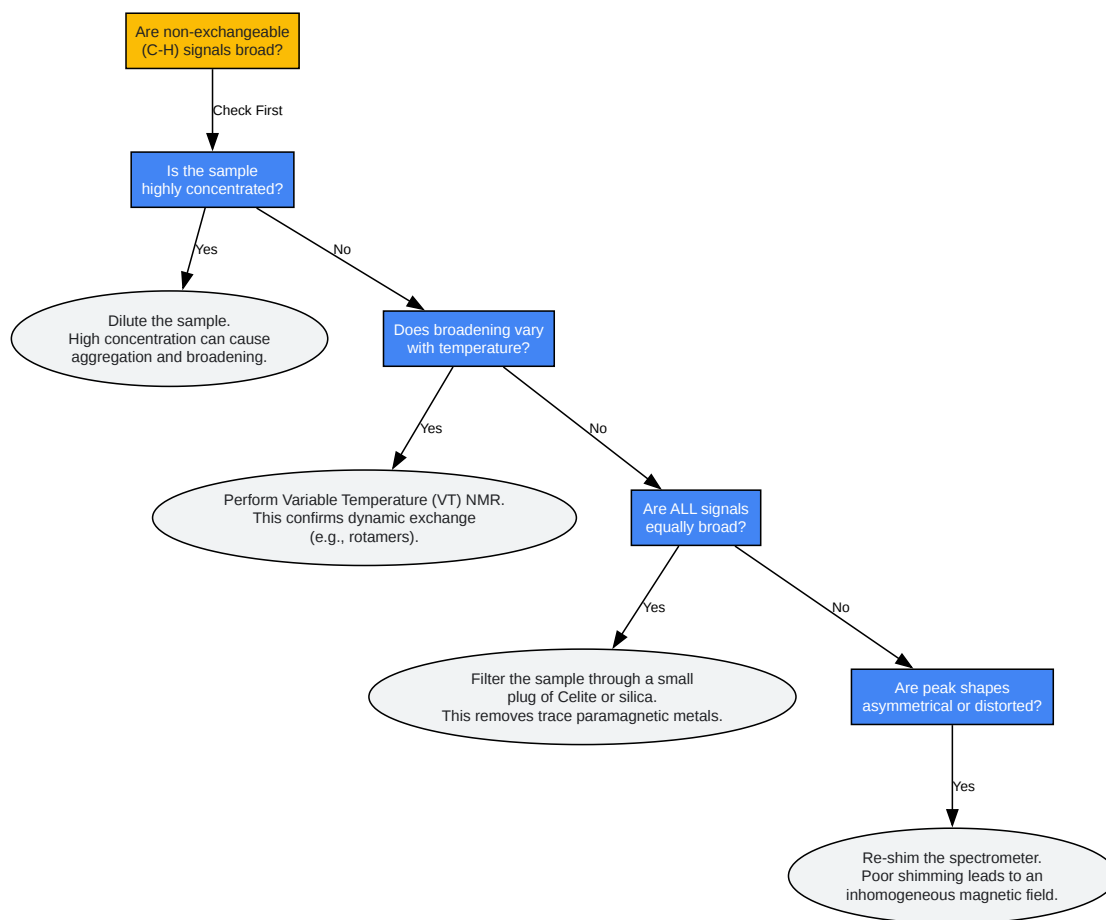 Are non-exchangeable
(C-H) signals broad?
Check First
Is the sample
highly concentrated?
Yes
No
Dilute the sample.
High concentration can cause
aggregation and broadening.
Does broadening vary
with temperature?
Yes
No
Perform Variable Temperature (VT) NMR.
This confirms dynamic exchange
(e.g., rotamers).
Are ALL signals
equally broad?
Yes
No
Filter the sample through a small
plug of Celite or silica.
This removes trace paramagnetic metals.
Are peak shapes
asymmetrical or distorted?
Yes
Re-shim the spectrometer.
Poor shimming leads to an
inhomogeneous magnetic field.